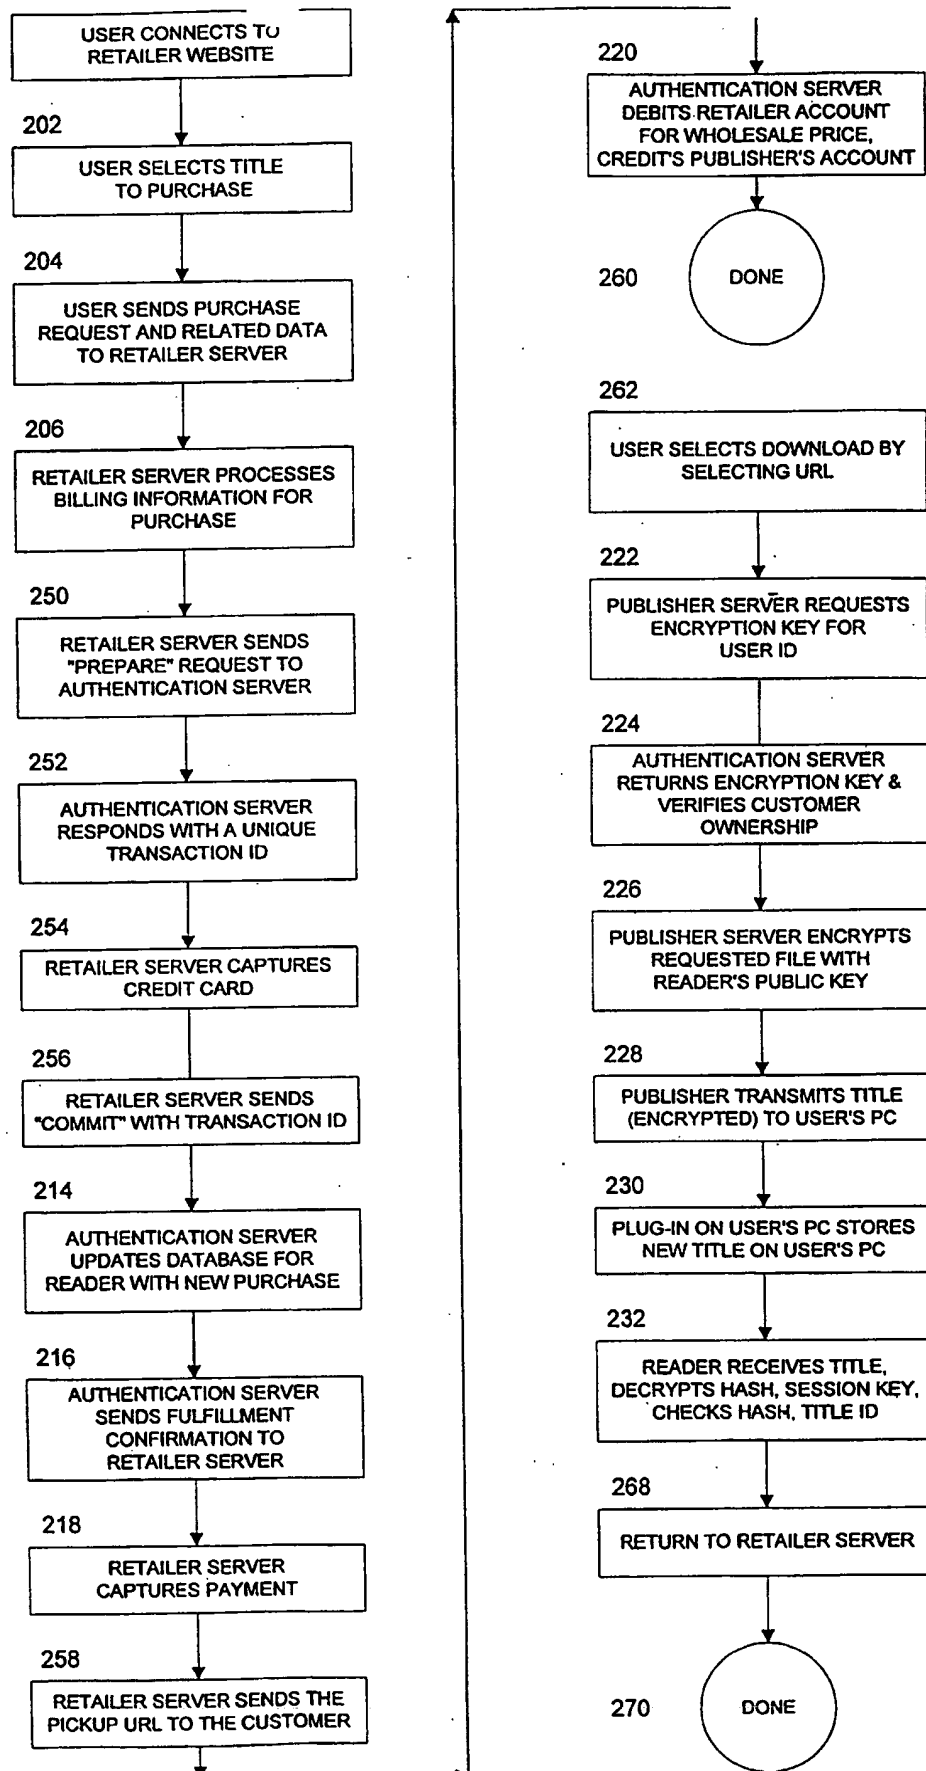 USER CONNECTS TO
RETAILER WEBSITE
202
USER SELECTS TITLE
TO PURCHASE
204
USER SENDS PURCHASE
REQUEST AND RELATED DATA
TO RETAILER SERVER
206
RETAILER SERVER PROCESSES
BILLING INFORMATION FOR
PURCHASE
250
RETAILER SERVER SENDS
"PREPARE" REQUEST TO
AUTHENTICATION SERVER
252
AUTHENTICATION SERVER
RESPONDS WITH A UNIQUE
TRANSACTION ID
254
RETAILER SERVER CAPTURES
CREDIT CARD
256
RETAILER SERVER SENDS
"COMMIT" WITH TRANSACTION ID
214
AUTHENTICATION SERVER
UPDATES DATABASE FOR
READER WITH NEW PURCHASE
216
AUTHENTICATION SERVER
SENDS FULFILLMENT
CONFIRMATION TO
RETAILER SERVER
218
RETAILER SERVER
CAPTURES PAYMENT
258
RETAILER SERVER SENDS THE
PICKUP URL TO THE CUSTOMER
220
AUTHENTICATION SERVER
DEBITS RETAILER ACCOUNT
FOR WHOLESALE PRICE,
CREDIT'S PUBLISHER'S ACCOUNT
260
DONE
262
USER SELECTS DOWNLOAD BY
SELECTING URL
222
PUBLISHER SERVER REQUESTS
ENCRYPTION KEY FOR
USER ID
224
AUTHENTICATION SERVER
RETURNS ENCRYPTION KEY &
VERIFIES CUSTOMER
OWNERSHIP
226
PUBLISHER SERVER ENCRYPTS
REQUESTED FILE WITH
READER'S PUBLIC KEY
228
PUBLISHER TRANSMITS TITLE
(ENCRYPTED) TO USER'S PC
230
PLUG-IN ON USER'S PC STORES
NEW TITLE ON USER'S PC
232
READER RECEIVES TITLE,
DECRYPTS HASH, SESSION KEY,
CHECKS HASH, TITLE ID
268
RETURN TO RETAILER SERVER
270
DONE